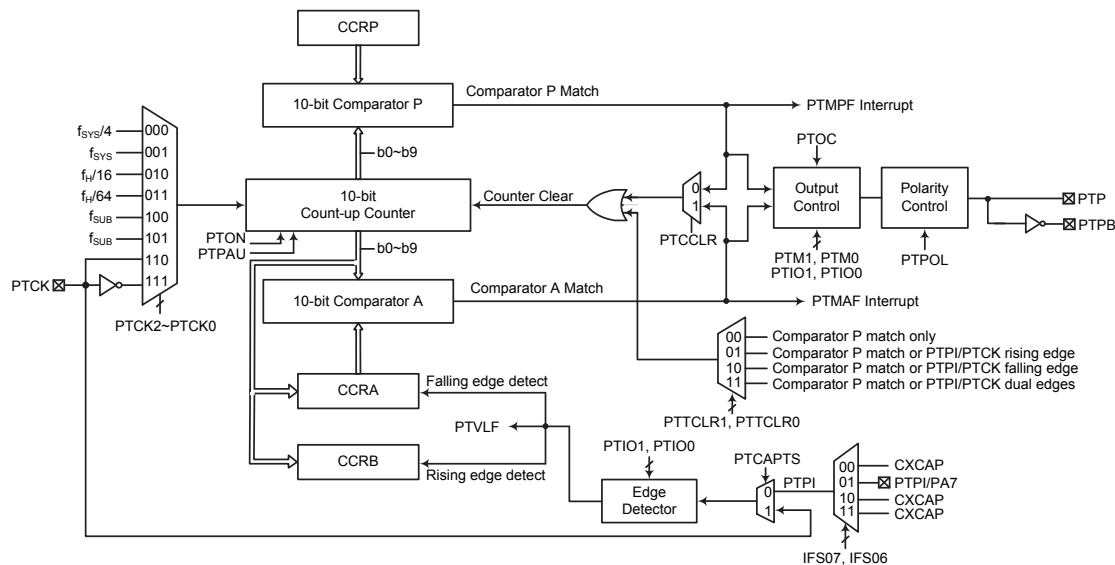 CCRP
10-bit Comparator P
Comparator P Match
PTMPF Interrupt
fSYS/4
000
fSYS
001
fH/16
010
fH/64
011
fSUB
100
fSUB
101
110
111
PTCK
PTCK2~PTCK0
b0~b9
10-bit
Count-up Counter
PTON
PTPAU
Counter Clear
0
1
PTCCLR
PTOC
Output
Control
PTM1, PTM0
PTIO1, PTIO0
Polarity
Control
PTPOL
PTP
PTPB
b0~b9
10-bit Comparator A
Comparator A Match
PTMAF Interrupt
00
Comparator P match only
01
Comparator P match or PTPI/PTCK rising edge
10
Comparator P match or PTPI/PTCK falling edge
11
Comparator P match or PTPI/PTCK dual edges
PTTCLR1, PTTCLR0
CCRA
Falling edge detect
PTVLF
CCRB
Rising edge detect
PTIO1, PTIO0
Edge
Detector
PTCAPTS
0
1
PTPI
00
CXCAP
01
PTPI/PA7
10
CXCAP
11
CXCAP
IFS07, IFS06